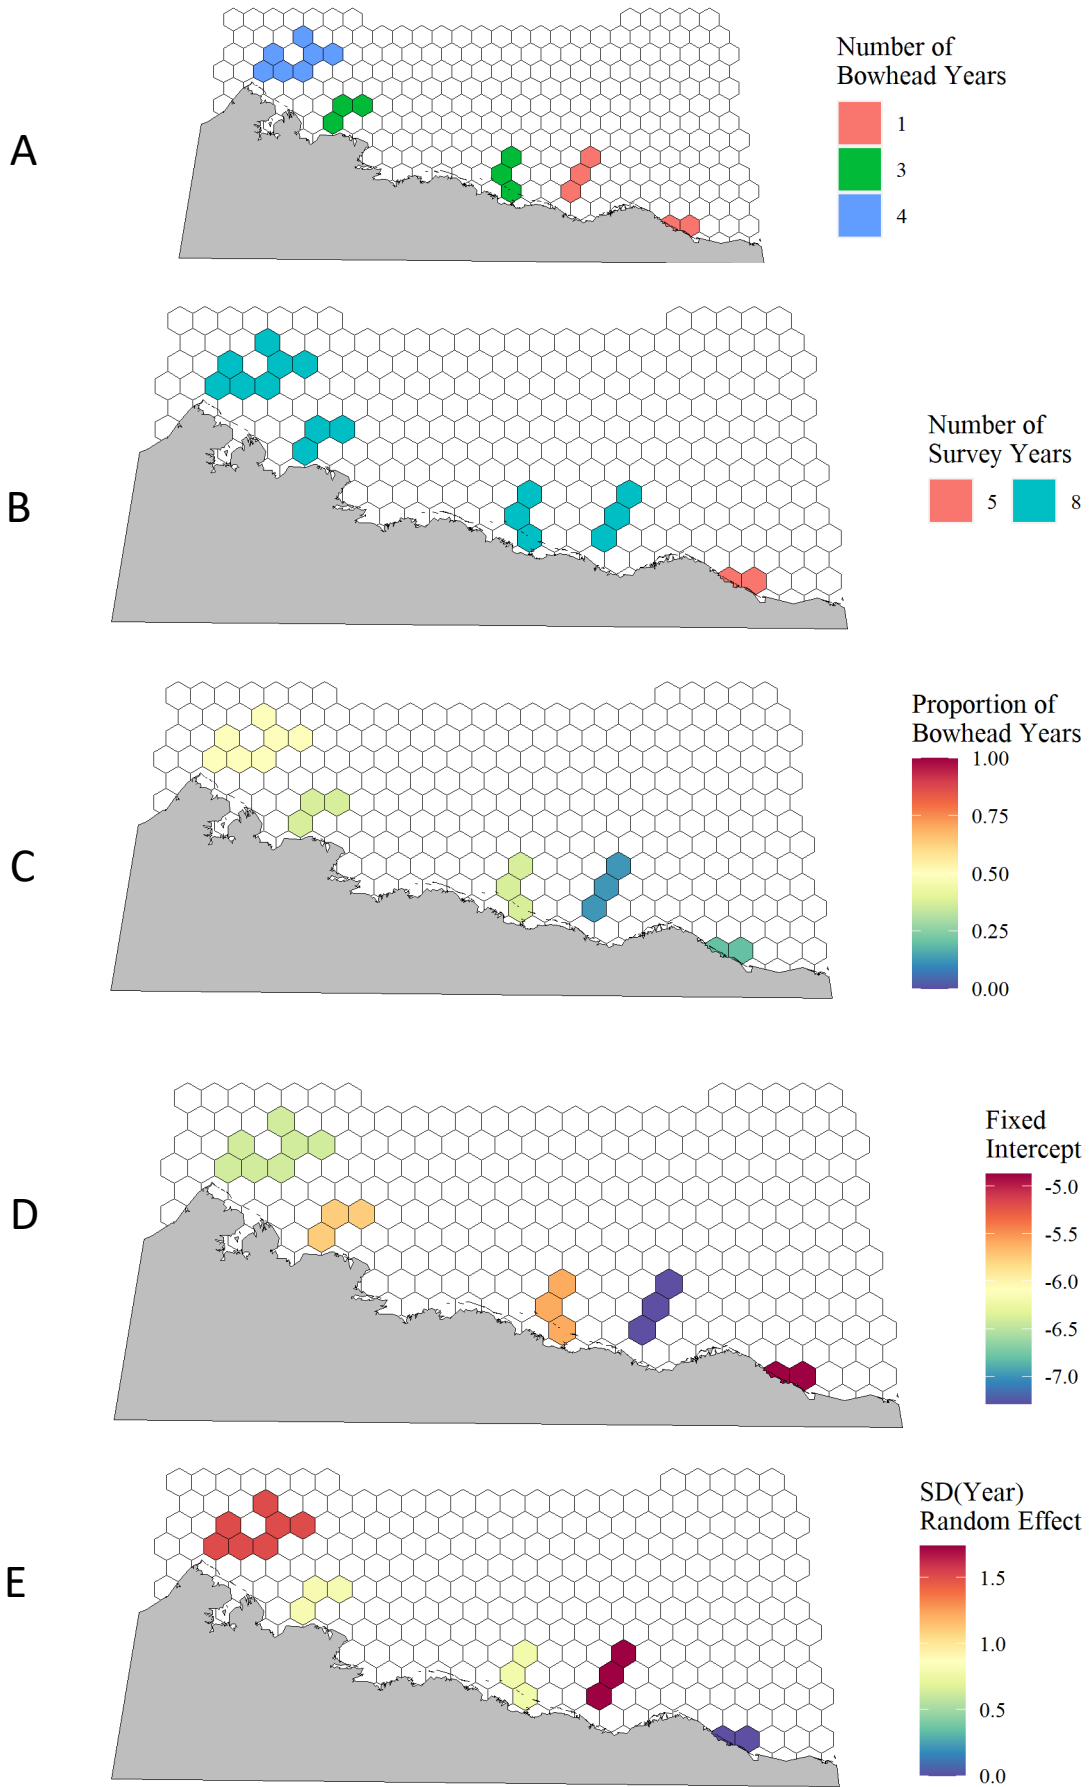 A
Number of
Bowhead Years
1
3
4
B
Number of
Survey Years
5 8
C
Proportion of
Bowhead Years
1.00
0.75
0.50
0.25
0.00
D
Fixed
Intercept
-5.0
-5.5
-6.0
-6.5
-7.0
E
SD(Year)
Random Effect
1.5
1.0
0.5
0.0